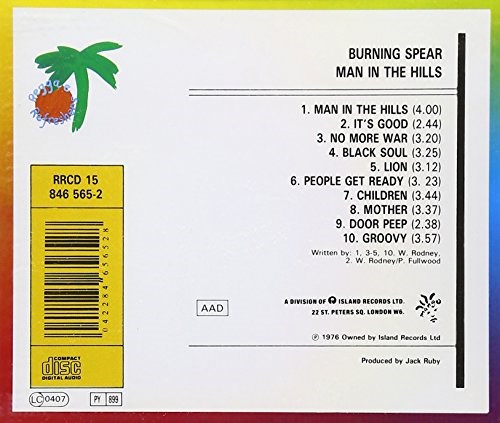 Reggae
Refreshers
BURNING SPEAR
MAN IN THE HILLS
1. MAN IN THE HILLS (4.00)
2. IT'S GOOD (2.44)
3. NO MORE WAR (3.20)
4. BLACK SOUL (3.25)
5. LION (3.12)
6. PEOPLE GET READY (3. 23)
7. CHILDREN (3.44)
8. MOTHER (3.37)
9. DOOR PEEP (2.38)
10. GROOVY (3.57)
Written by: 1, 3-5, 10. W. Rodney.
2. W. Rodney/P. Fullwood
RRCD 15
846 565-2
042284656528
COMPACT
disc
DIGITAL AUDIO
LC 0407
PY 899
AAD
A DIVISION OF ISLAND RECORDS LTD.
22 ST. PETERS SQ. LONDON W6.
℗ 1976 Owned by Island Records Ltd
Produced by Jack Ruby